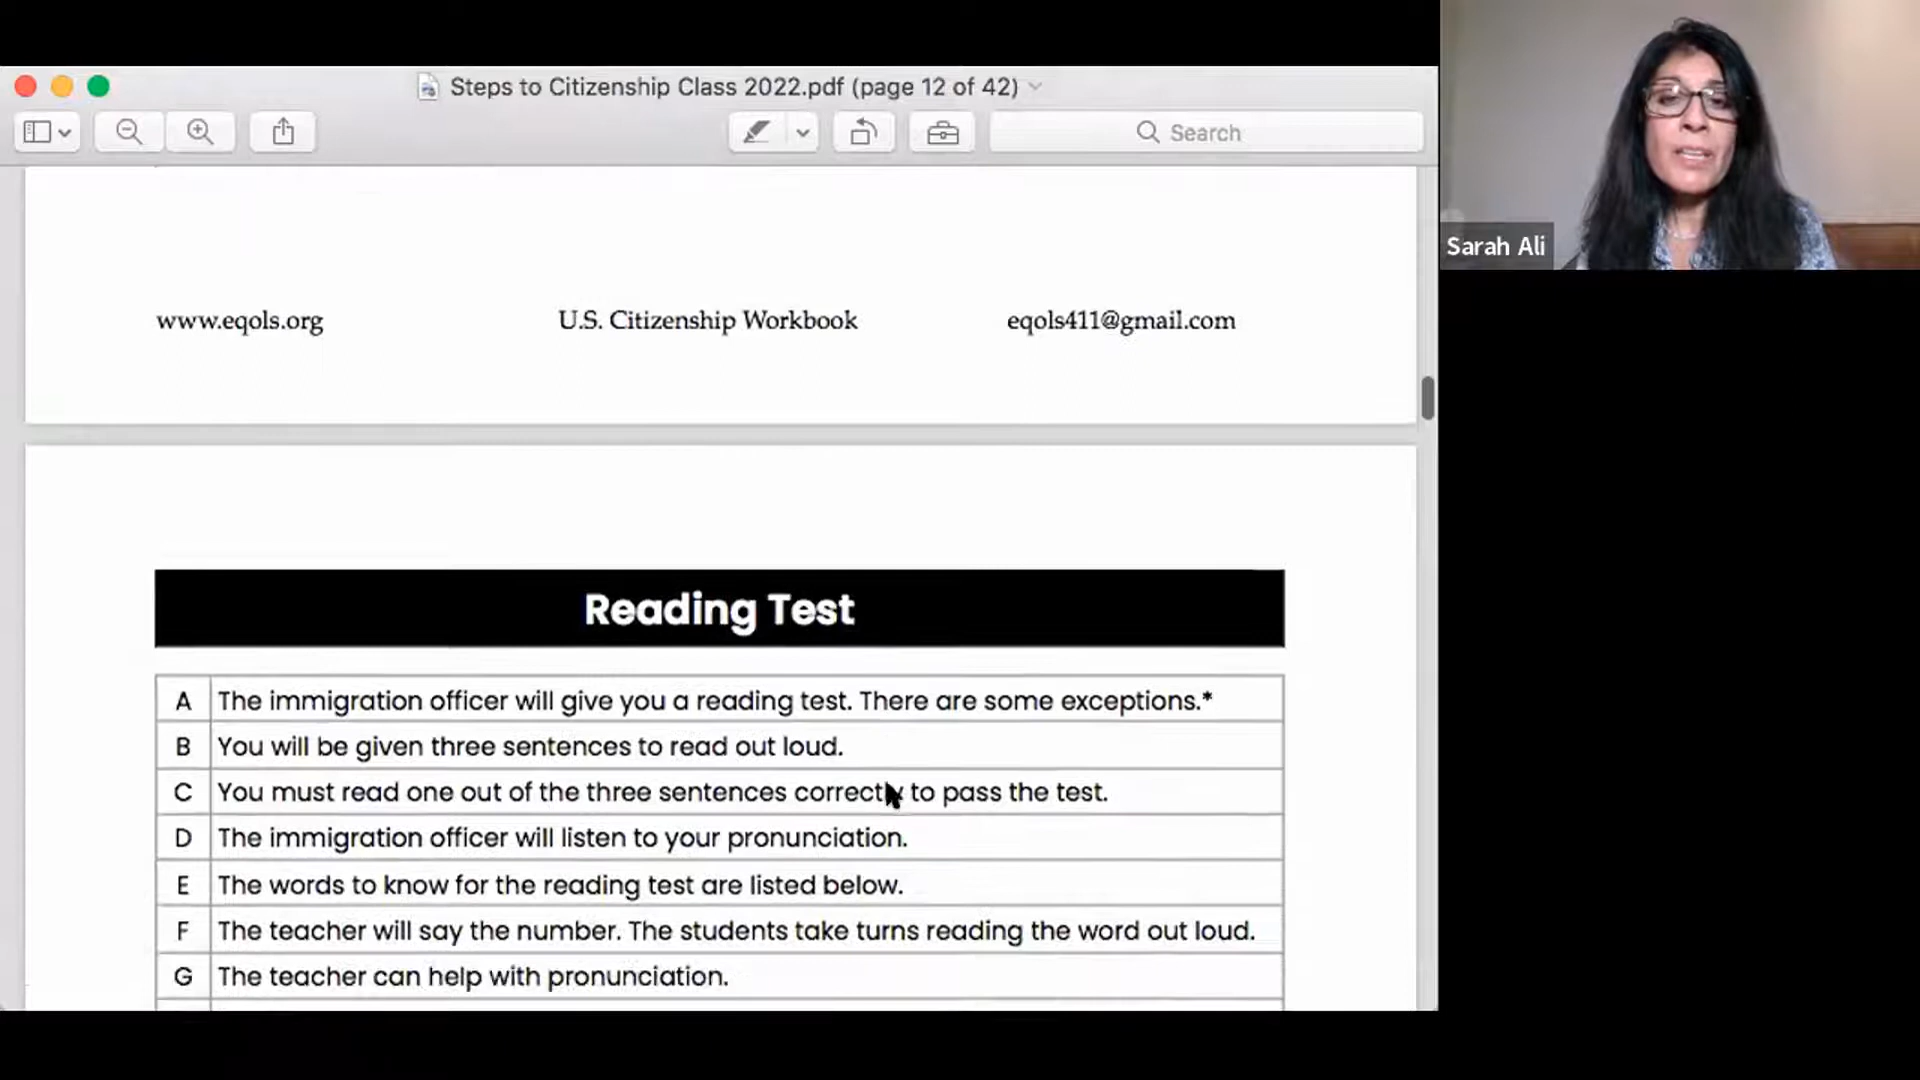 Steps to Citizenship Class 2022.pdf (page 12 of 42)
Search
Sarah Ali
www.eqols.org
U.S. Citizenship Workbook
eqols411@gmail.com
Reading Test
A The immigration officer will give you a reading test. There are some exceptions.*
B You will be given three sentences to read out loud.
C You must read one out of the three sentences correctly to pass the test.
D The immigration officer will listen to your pronunciation.
E The words to know for the reading test are listed below.
F The teacher will say the number. The students take turns reading the word out loud.
G The teacher can help with pronunciation.